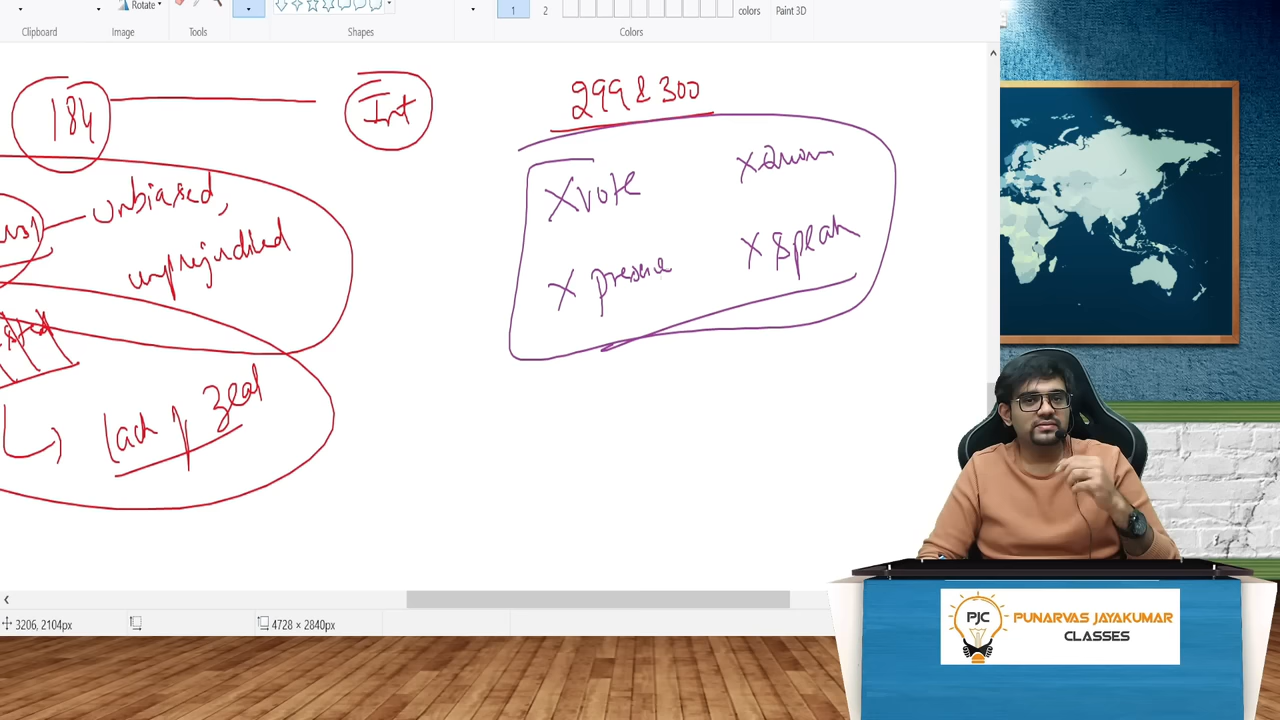 Rotate
1
2
colors
Paint 3D
Clipboard
Image
Tools
Shapes
Colors
184
Int
299 & 300
X vote
X Quorum
X presence
X speak
unbiased,
unprejudiced
lack of zeal
3206, 2104px
4728 × 2840px
PJC
PUNARVAS JAYAKUMAR
CLASSES